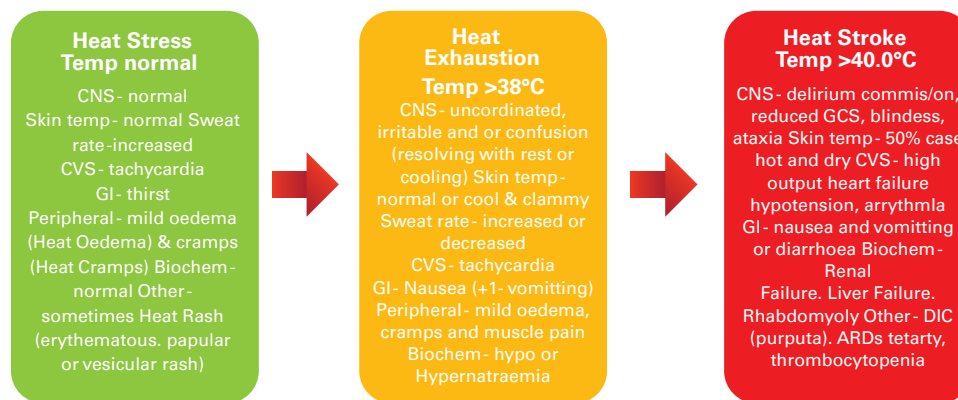 Heat Stress
Temp normal
CNS- normal
Skin temp- normal Sweat
rate-increased
CVS- tachycardia
GI- thirst
Peripheral- mild oedema
(Heat Oedema) & cramps
(Heat Cramps) Biochem-
normal Other-
sometimes Heat Rash
(erythematous. papular
or vesicular rash)
Heat
Exhaustion
Temp >38°C
CNS- uncordinated,
irritable and or confusion
(resolving with rest or
cooling) Skin temp-
normal or cool & clammy
Sweat rate- increased or
decreased
CVS- tachycardia
GI- Nausea (+1- vomitting)
Peripheral- mild oedema,
cramps and muscle pain
Biochem- hypo or
Hypernatraemia
Heat Stroke
Temp >40.0°C
CNS- delirium commis/on,
reduced GCS, blindess,
ataxia Skin temp- 50% case
hot and dry CVS- high
output heart failure
hypotension, arrythmla
GI- nausea and vomitting
or diarrhoea Biochem-
Renal
Failure. Liver Failure.
Rhabdomyoly Other- DIC
(purputa). ARDs tetarty,
thrombocytopenia